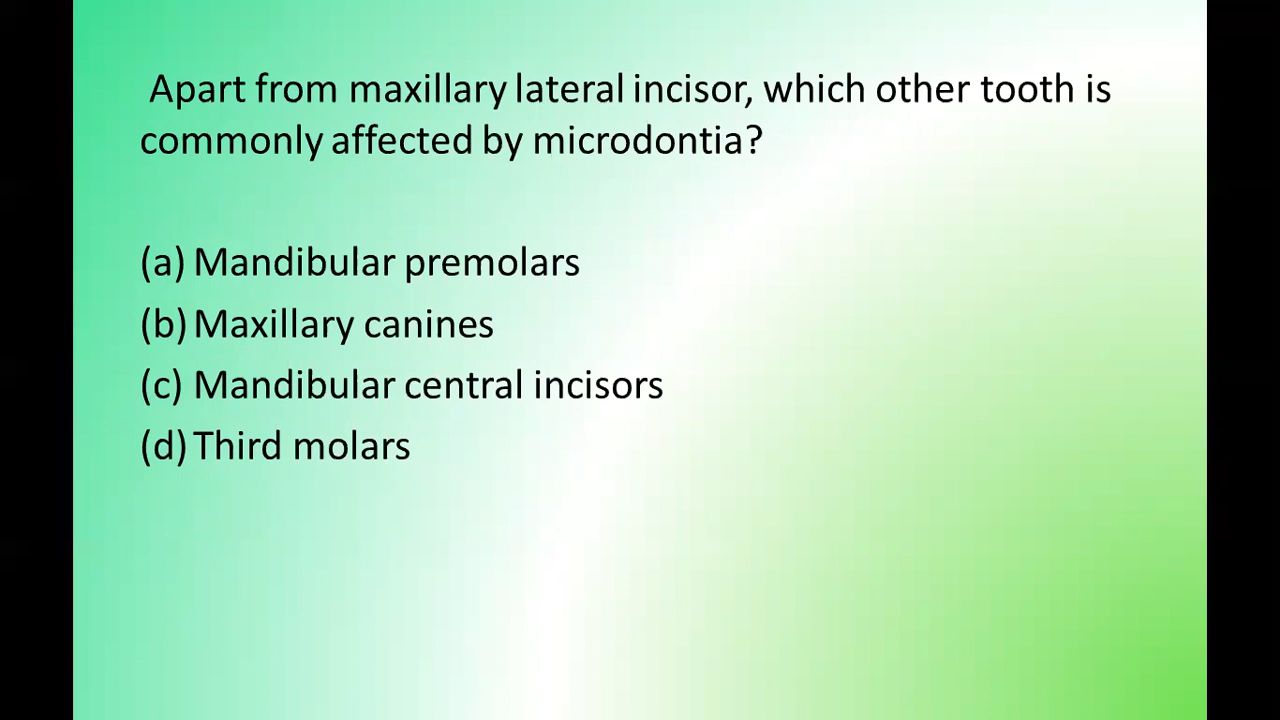 Apart from maxillary lateral incisor, which other tooth is
commonly affected by microdontia?
(a) Mandibular premolars
(b) Maxillary canines
(c) Mandibular central incisors
(d) Third molars